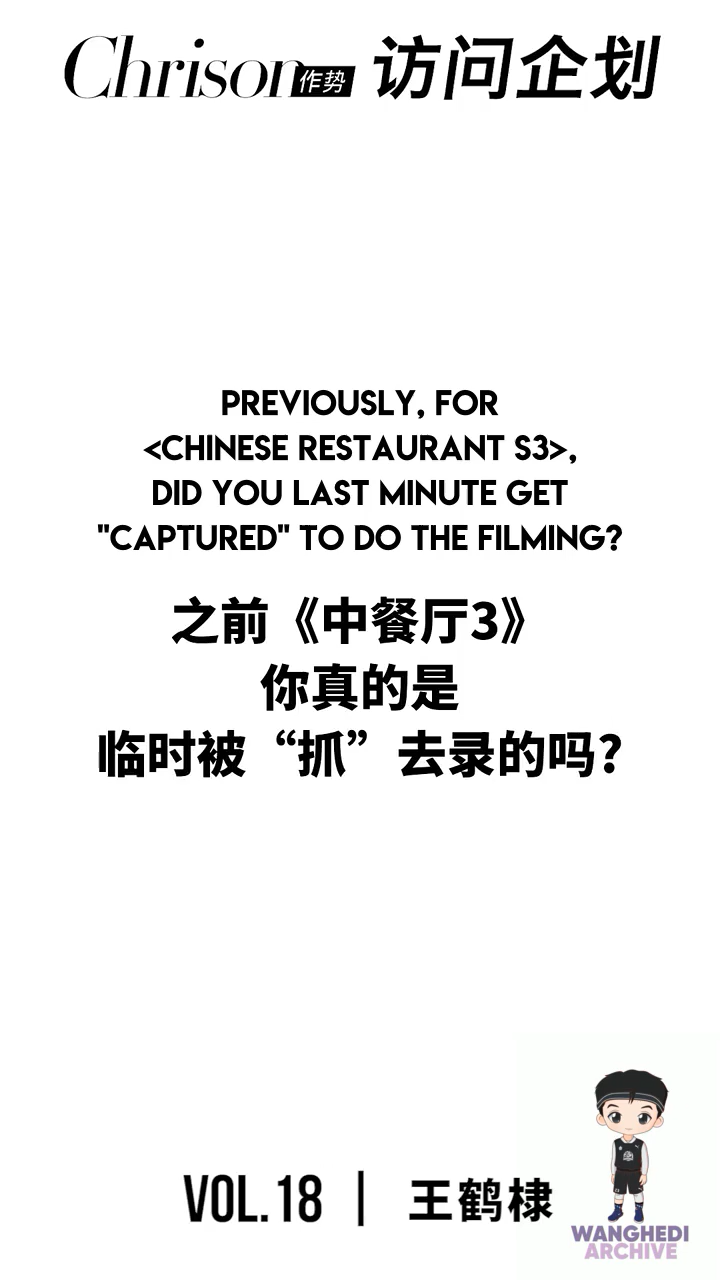 Chrison作势 访问企划
PREVIOUSLY, FOR
<CHINESE RESTAURANT S3>,
DID YOU LAST MINUTE GET
"CAPTURED" TO DO THE FILMING?
之前《中餐厅3》
你真的是
临时被“抓”去录的吗?
VOL.18 | 王鹤棣
WANGHEDI
ARCHIVE